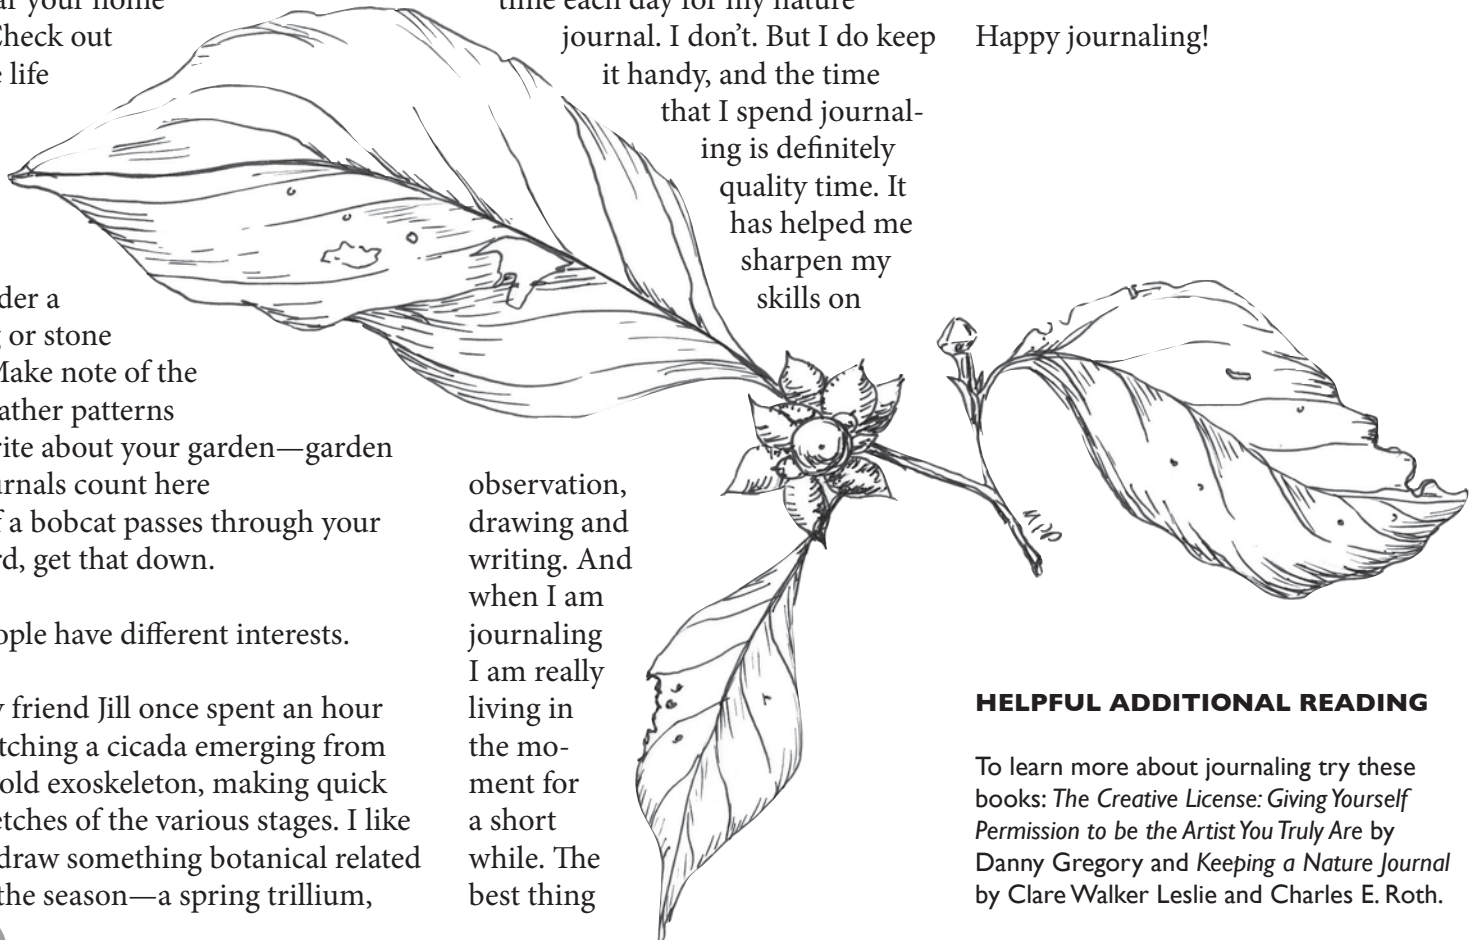 ar your home
Check out
e life
der a
g or stone
Make note of the
ather patterns
rite about your garden—garden
urnals count here
f a bobcat passes through your
rd, get that down.
ople have different interests.
y friend Jill once spent an hour
tching a cicada emerging from
old exoskeleton, making quick
etches of the various stages. I like
draw something botanical related
the season—a spring trillium,
time each day for my nature
journal. I don't. But I do keep
it handy, and the time
that I spend journal-
ing is definitely
quality time. It
has helped me
sharpen my
skills on
observation,
drawing and
writing. And
when I am
journaling
I am really
living in
the mo-
ment for
a short
while. The
best thing
Happy journaling!
HELPFUL ADDITIONAL READING
To learn more about journaling try these
books: The Creative License: Giving Yourself
Permission to be the Artist You Truly Are by
Danny Gregory and Keeping a Nature Journal
by Clare Walker Leslie and Charles E. Roth.